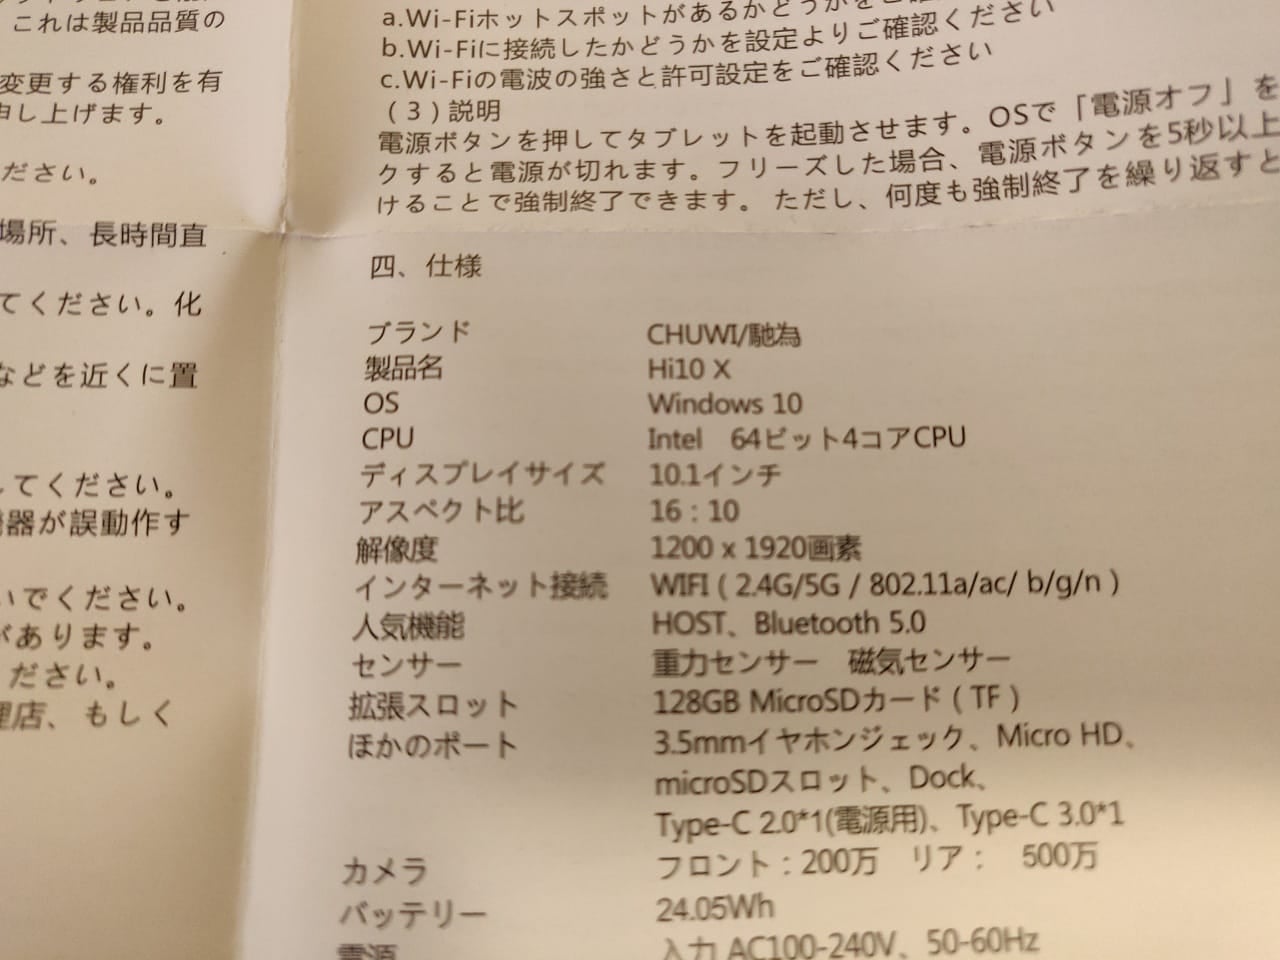 これは製品品質の
変更する権利を有
申し上げます。
ださい。
場所、長時間直
てください。化
などを近くに置
してください。
機器が誤動作す
いでください。
があります。
ださい。
理店、もしく
a.Wi-Fiホットスポットがあるかどうかをご確
b.Wi-Fiに接続したかどうかを設定よりご確認ください
c.Wi-Fiの電波の強さと許可設定をご確認ください
(3)説明
電源ボタンを押してタブレットを起動させます。OSで「電源オフ」を
クすると電源が切れます。フリーズした場合、電源ボタンを5秒以上
けることで強制終了できます。ただし、何度も強制終了を繰り返すと
四、仕様
ブランド CHUWI/馳為
製品名 Hi10 X
OS Windows 10
CPU Intel 64ビット4コアCPU
ディスプレイサイズ 10.1インチ
アスペクト比 16:10
解像度 1200 x 1920画素
インターネット接続 WIFI(2.4G/5G / 802.11a/ac/ b/g/n)
人気機能 HOST、Bluetooth 5.0
センサー 重力センサー 磁気センサー
拡張スロット 128GB MicroSDカード(TF)
ほかのポート 3.5mmイヤホンジェック、Micro HD、
microSDスロット、Dock、
Type-C 2.0*1(電源用)、Type-C 3.0*1
カメラ フロント:200万 リア: 500万
バッテリー 24.05Wh
電源 入力 AC100-240V、50-60Hz